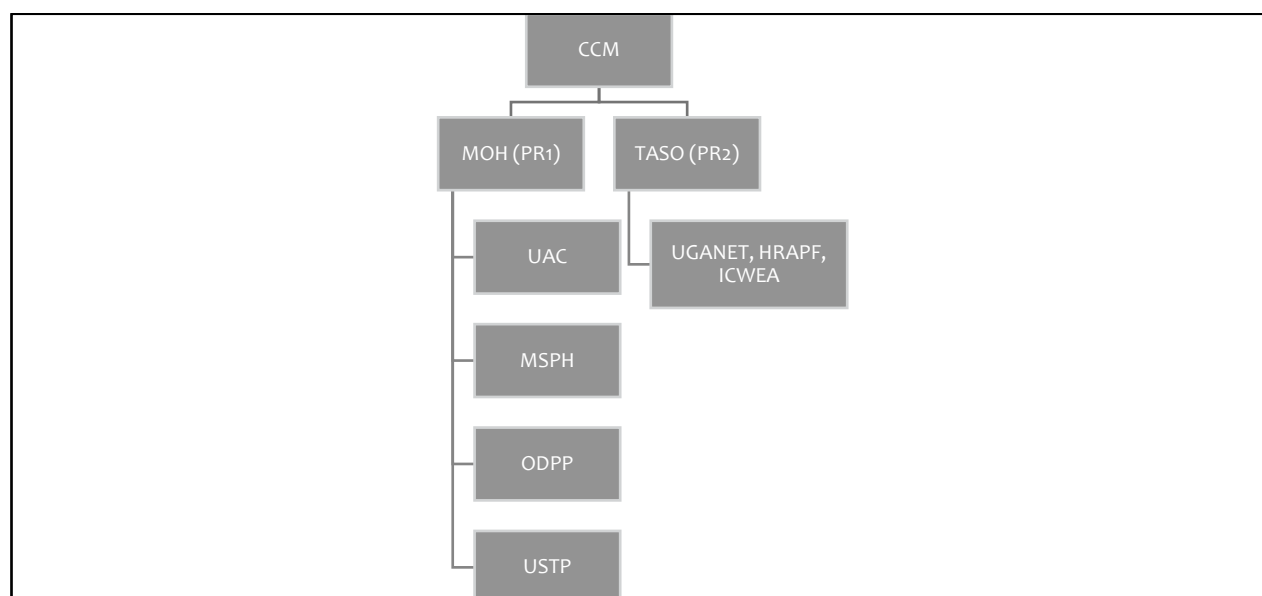 CCM
MOH (PR1)
TASO (PR2)
UAC
UGANET, HRAPF,
ICWEA
MSPH
ODPP
USTP